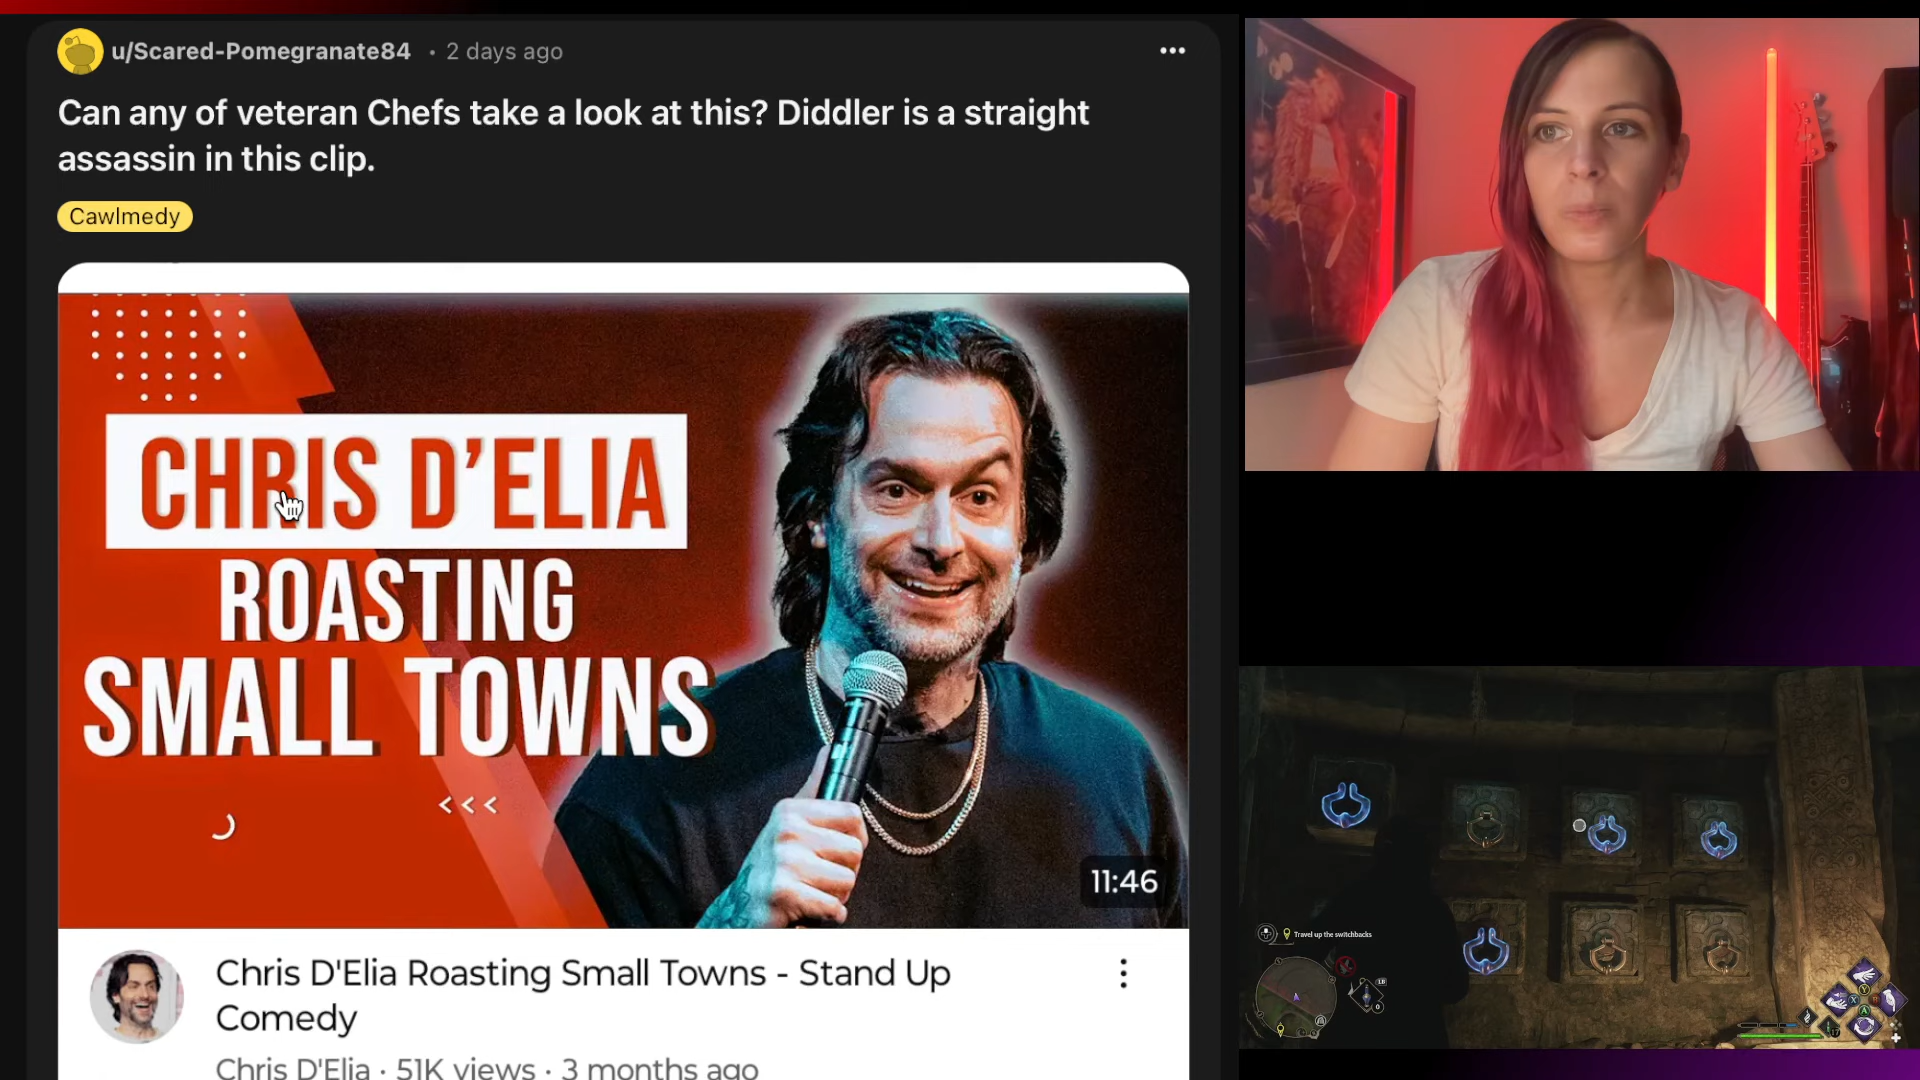 u/Scared-Pomegranate84 • 2 days ago
Can any of veteran Chefs take a look at this? Diddler is a straight
assassin in this clip.
Cawlmedy
CHRIS D'ELIA
ROASTING
SMALL TOWNS
<<<
11:46
Chris D'Elia Roasting Small Towns - Stand Up
Comedy
Chris D'Elia · 51K views · 3 months ago
Travel up the switchbacks
LB
0
Y
X
B
A